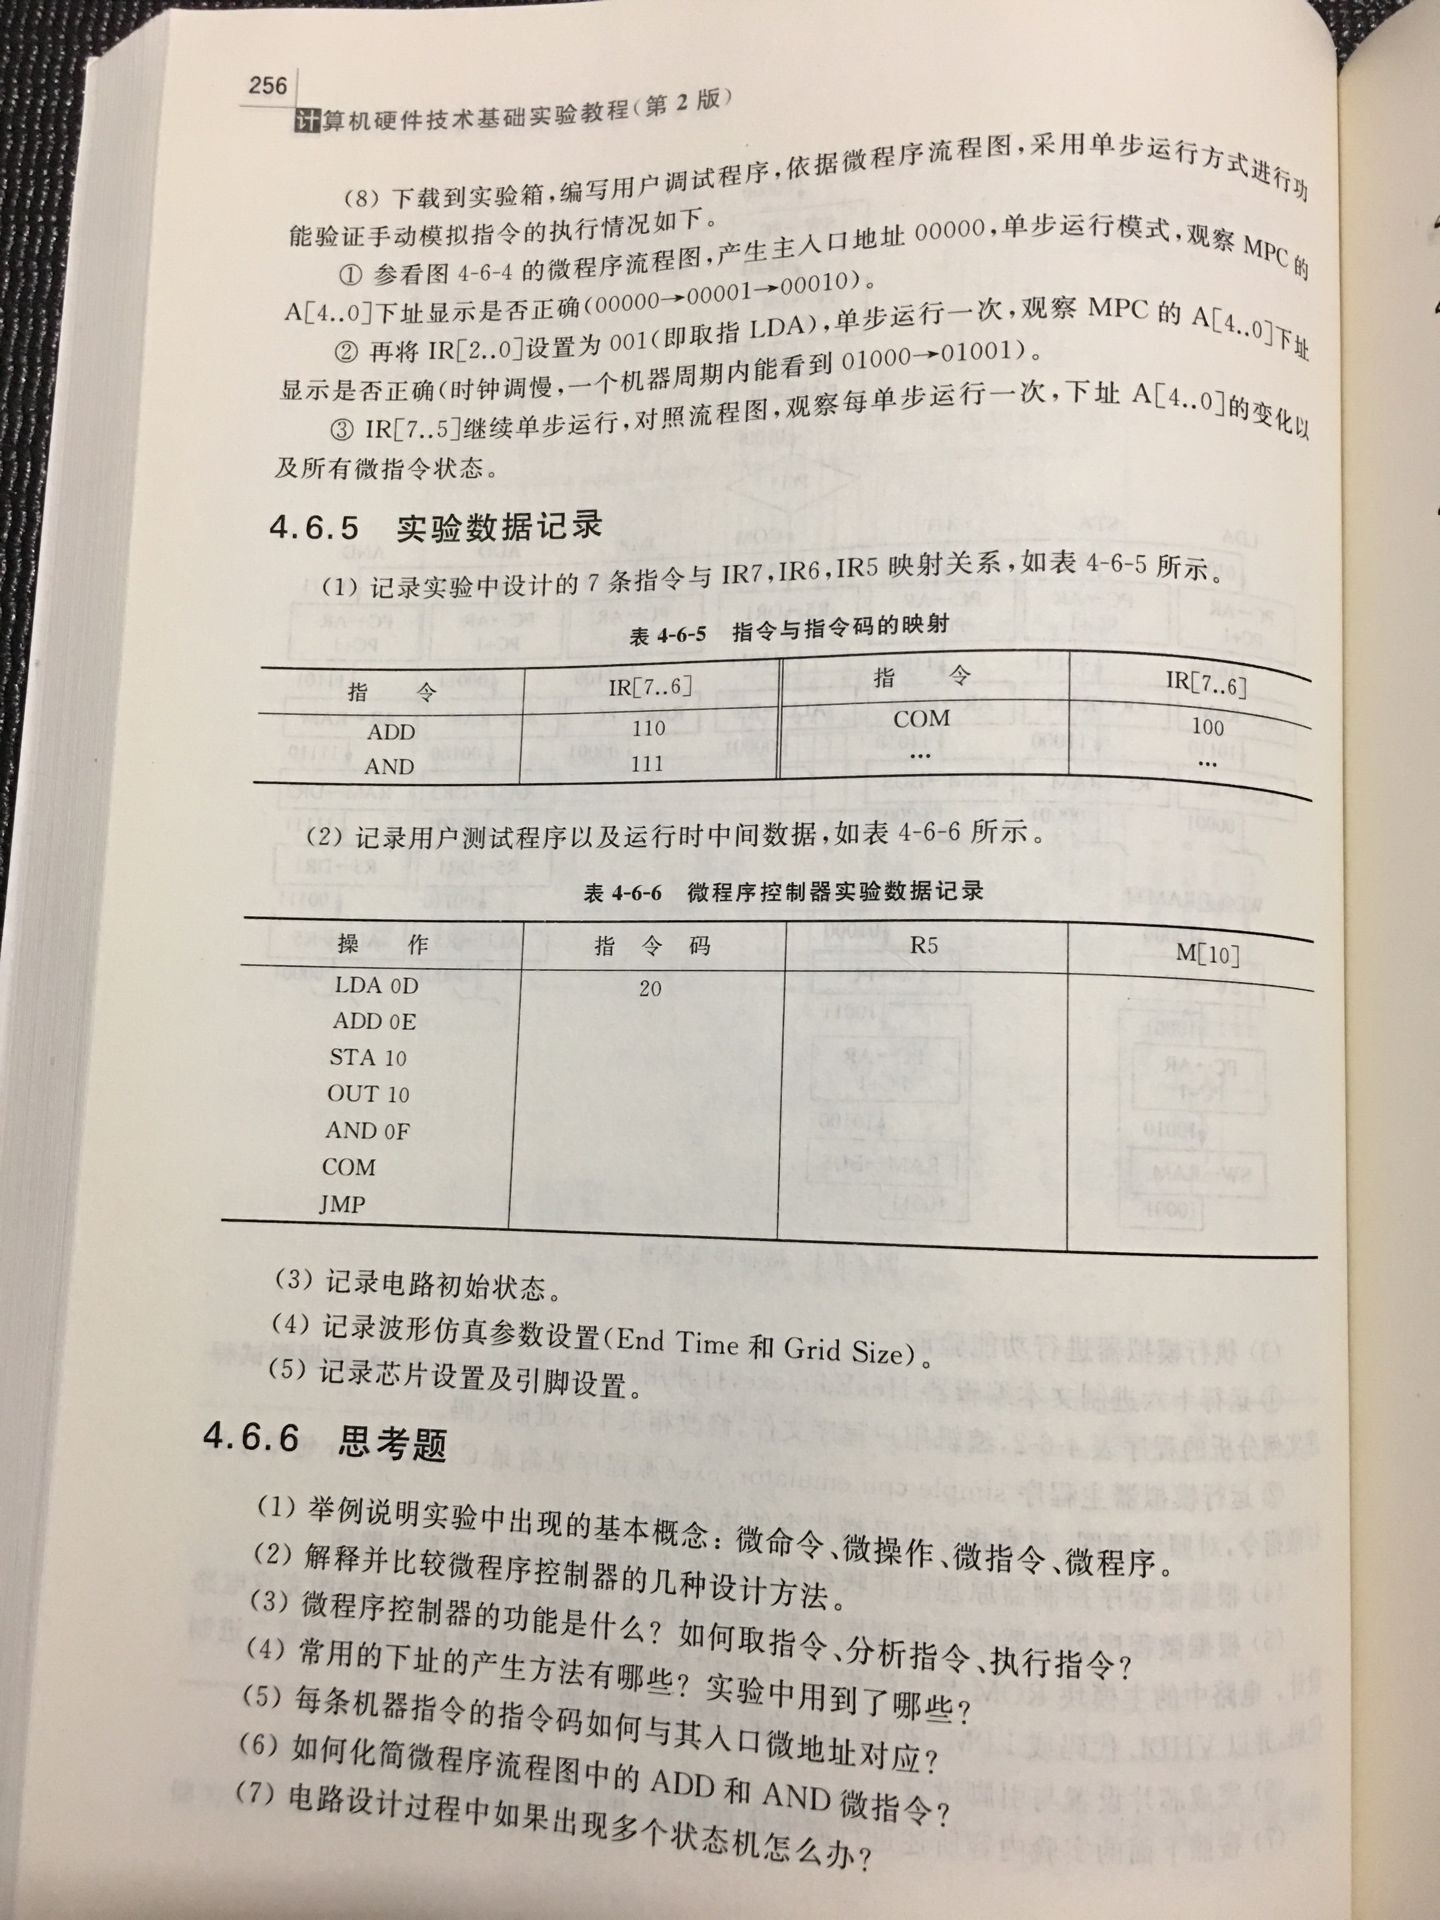 256
计算机硬件技术基础实验教程(第2版)
(8) 下载到实验箱,编写用户调试程序,依据微程序流程图,采用单步运行方式进行功
能验证手动模拟指令的执行情况如下。
① 参看图 4-6-4 的微程序流程图,产生主入口地址 00000,单步运行模式,观察 MPC 的
A[4..0]下址显示是否正确(00000→00001→00010)。
② 再将 IR[2..0]设置为 001(即取指 LDA),单步运行一次,观察 MPC 的 A[4..0]下址
显示是否正确(时钟调慢,一个机器周期内能看到 01000→01001)。
③ IR[7..5]继续单步运行,对照流程图,观察每单步运行一次,下址 A[4..0]的变化以
及所有微指令状态。
4.6.5 实验数据记录
(1) 记录实验中设计的 7 条指令与 IR7,IR6,IR5 映射关系,如表 4-6-5 所示。
表 4-6-5 指令与指令码的映射
指 令 IR[7..6] 指 令 IR[7..6]
ADD 110 COM 100
AND 111 … …
(2) 记录用户测试程序以及运行时中间数据,如表 4-6-6 所示。
表 4-6-6 微程序控制器实验数据记录
操 作 指 令 码 R5 M[10]
LDA 0D 20
ADD 0E
STA 10
OUT 10
AND 0F
COM
JMP
(3) 记录电路初始状态。
(4) 记录波形仿真参数设置(End Time 和 Grid Size)。
(5) 记录芯片设置及引脚设置。
4.6.6 思考题
(1) 举例说明实验中出现的基本概念：微命令、微操作、微指令、微程序。
(2) 解释并比较微程序控制器的几种设计方法。
(3) 微程序控制器的功能是什么? 如何取指令、分析指令、执行指令?
(4) 常用的下址的产生方法有哪些? 实验中用到了哪些?
(5) 每条机器指令的指令码如何与其入口微地址对应?
(6) 如何化简微程序流程图中的 ADD 和 AND 微指令?
(7) 电路设计过程中如果出现多个状态机怎么办?